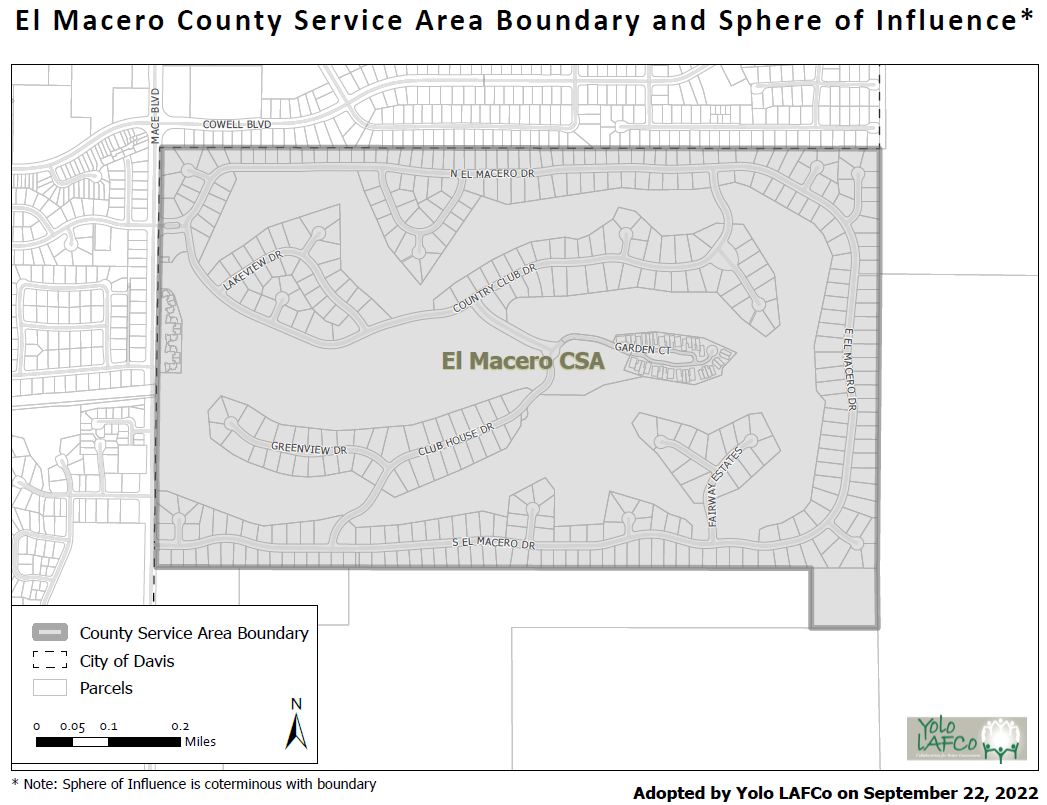 El Macero County Service Area Boundary and Sphere of Influence*
MACE BLVD
COWELL BLVD
N EL MACERO DR
LAKEVIEW DR
COUNTRY CLUB DR
GARDEN CT
E EL MACERO DR
El Macero CSA
GREENVIEW DR
CLUB HOUSE DR
FAIRWAY ESTATES
S EL MACERO DR
County Service Area Boundary
City of Davis
Parcels
N
0 0.05 0.1 0.2
Miles
Yolo
LAFCo
* Note: Sphere of Influence is coterminous with boundary
Adopted by Yolo LAFCo on September 22, 2022